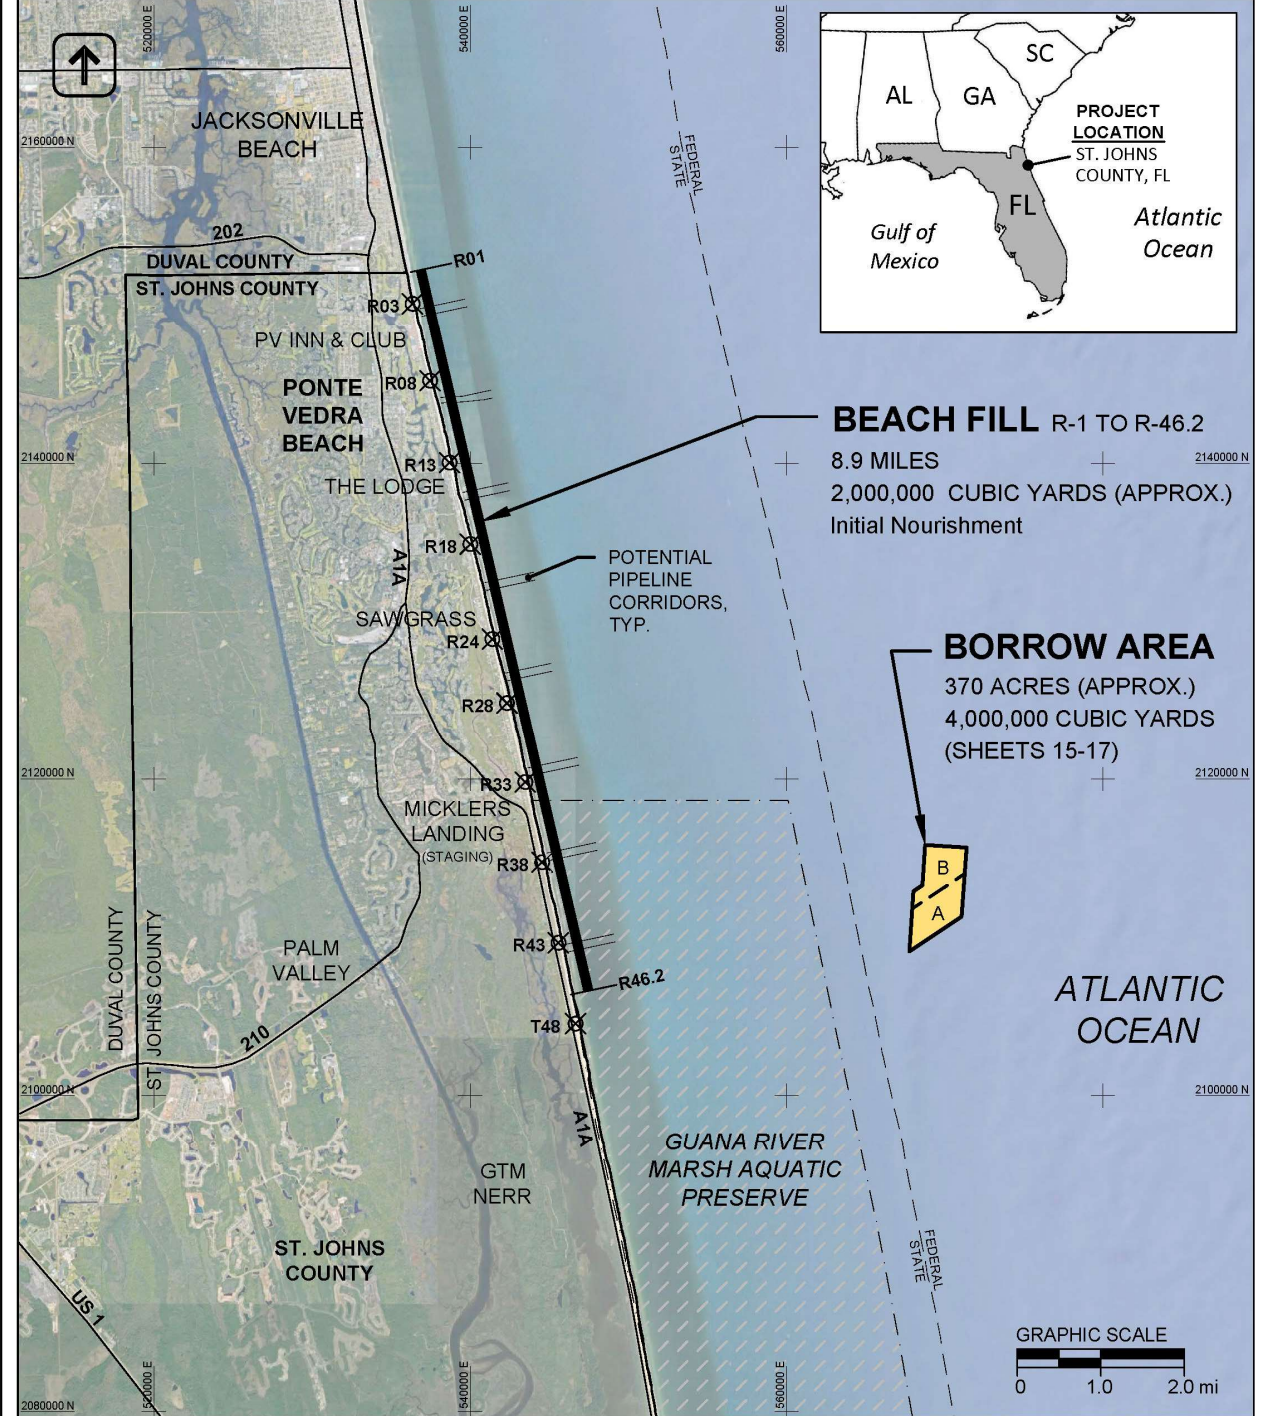 520000 E
540000 E
560000 E
SC
AL
GA
PROJECT
LOCATION
ST. JOHNS
COUNTY, FL
FL
Gulf of
Mexico
Atlantic
Ocean
JACKSONVILLE
BEACH
2160000 N
FEDERAL
STATE
202
DUVAL COUNTY
ST. JOHNS COUNTY
R01
R03
PV INN & CLUB
R08
PONTE
VEDRA
BEACH
BEACH FILL R-1 TO R-46.2
8.9 MILES
2,000,000 CUBIC YARDS (APPROX.)
Initial Nourishment
2140000 N
2140000 N
R13
THE LODGE
R18
A1A
POTENTIAL
PIPELINE
CORRIDORS,
TYP.
SAWGRASS
R24
BORROW AREA
370 ACRES (APPROX.)
4,000,000 CUBIC YARDS
(SHEETS 15-17)
R28
2120000 N
2120000 N
R33
MICKLERS
LANDING
(STAGING)
R38
B
A
DUVAL COUNTY
ST. JOHNS COUNTY
R43
PALM
VALLEY
R46.2
ATLANTIC
OCEAN
T48
210
2100000 N
2100000 N
A1A
GUANA RIVER
MARSH AQUATIC
PRESERVE
GTM
NERR
ST. JOHNS
COUNTY
FEDERAL
STATE
US 1
GRAPHIC SCALE
0 1.0 2.0 mi
520000 E
540000 E
560000 E
2080000 N